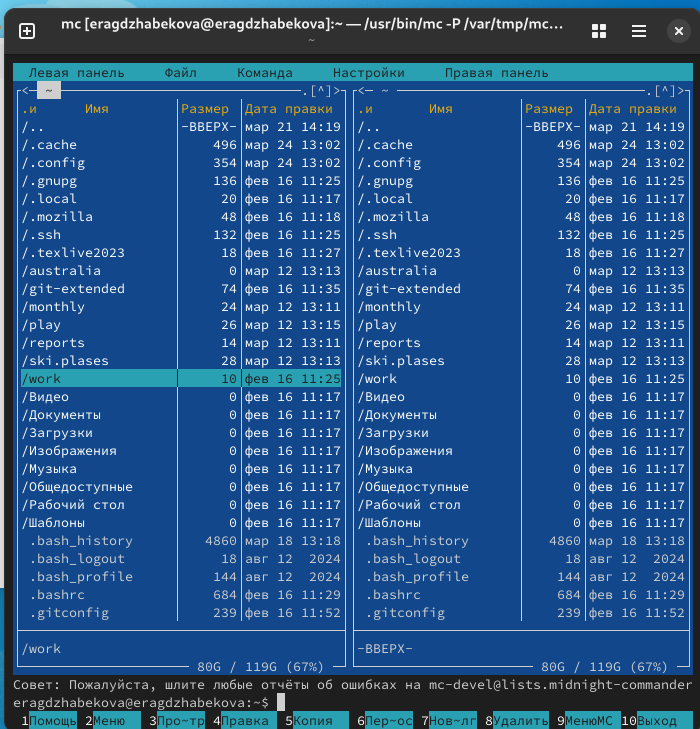 mc [eragdzhabekova@eragdzhabekova]:~ — /usr/bin/mc -P /var/tmp/mc…
~
Левая панель Файл Команда Настройки Правая панель
<─ ~ .[^]> <─ ~ .[^]>
.и Имя Размер Дата правки .и Имя Размер Дата правки
/.. -ВВЕРХ- мар 21 14:19 /.. -ВВЕРХ- мар 21 14:19
/.cache 496 мар 24 13:02 /.cache 496 мар 24 13:02
/.config 354 мар 24 13:02 /.config 354 мар 24 13:02
/.gnupg 136 фев 16 11:25 /.gnupg 136 фев 16 11:25
/.local 20 фев 16 11:17 /.local 20 фев 16 11:17
/.mozilla 48 фев 16 11:18 /.mozilla 48 фев 16 11:18
/.ssh 132 фев 16 11:25 /.ssh 132 фев 16 11:25
/.texlive2023 18 фев 16 11:27 /.texlive2023 18 фев 16 11:27
/australia 0 мар 12 13:13 /australia 0 мар 12 13:13
/git-extended 74 фев 16 11:35 /git-extended 74 фев 16 11:35
/monthly 24 мар 12 13:11 /monthly 24 мар 12 13:11
/play 26 мар 12 13:15 /play 26 мар 12 13:15
/reports 14 мар 12 13:11 /reports 14 мар 12 13:11
/ski.plases 28 мар 12 13:13 /ski.plases 28 мар 12 13:13
/work 10 фев 16 11:25 /work 10 фев 16 11:25
/Видео 0 фев 16 11:17 /Видео 0 фев 16 11:17
/Документы 0 фев 16 11:17 /Документы 0 фев 16 11:17
/Загрузки 0 фев 16 11:17 /Загрузки 0 фев 16 11:17
/Изображения 0 фев 16 11:17 /Изображения 0 фев 16 11:17
/Музыка 0 фев 16 11:17 /Музыка 0 фев 16 11:17
/Общедоступные 0 фев 16 11:17 /Общедоступные 0 фев 16 11:17
/Рабочий стол 0 фев 16 11:17 /Рабочий стол 0 фев 16 11:17
/Шаблоны 0 фев 16 11:17 /Шаблоны 0 фев 16 11:17
.bash_history 4860 мар 18 13:18 .bash_history 4860 мар 18 13:18
.bash_logout 18 авг 12 2024 .bash_logout 18 авг 12 2024
.bash_profile 144 авг 12 2024 .bash_profile 144 авг 12 2024
.bashrc 684 фев 16 11:29 .bashrc 684 фев 16 11:29
.gitconfig 239 фев 16 11:52 .gitconfig 239 фев 16 11:52
/work -ВВЕРХ-
80G / 119G (67%) 80G / 119G (67%)
Совет: Пожалуйста, шлите любые отчёты об ошибках на mc-devel@lists.midnight-commander
eragdzhabekova@eragdzhabekova:~$
1Помощь 2Меню 3Про~тр 4Правка 5Копия 6Пер~ос 7Нов~лг 8Удалить 9МенюMC 10Выход